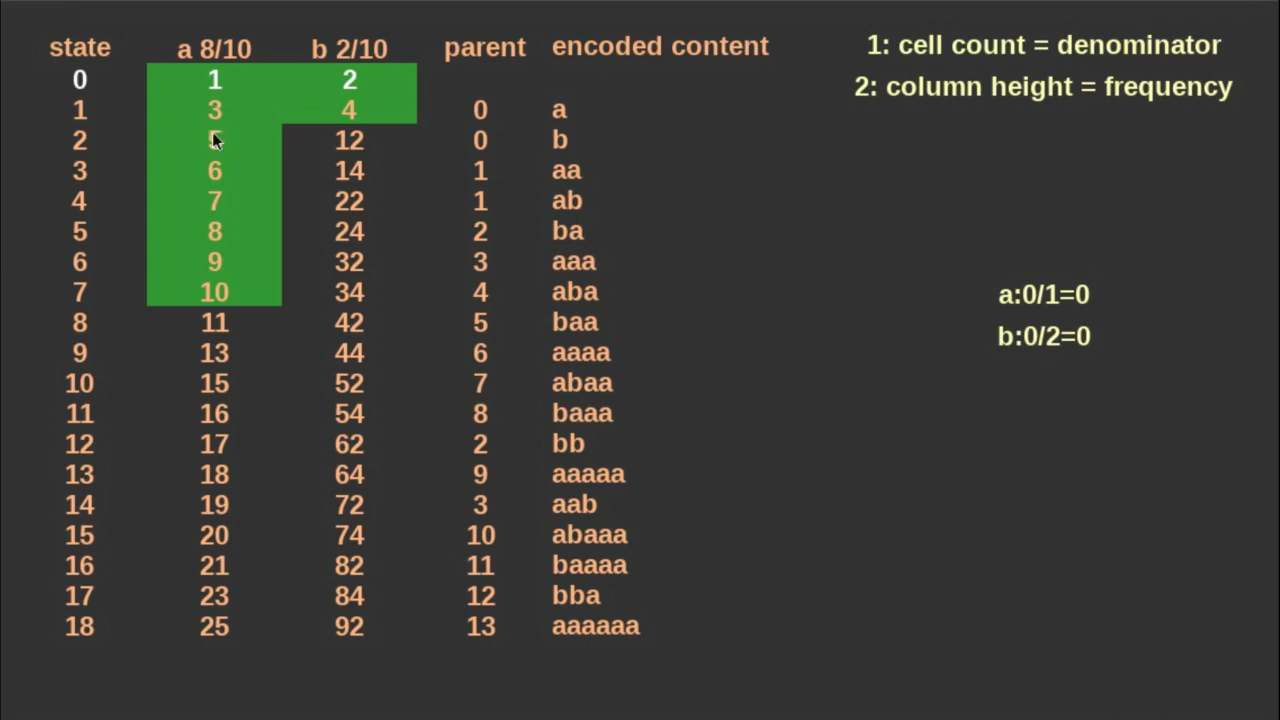 state a 8/10 b 2/10 parent encoded content
0 1 2
1 3 4 0 a
2 5 12 0 b
3 6 14 1 aa
4 7 22 1 ab
5 8 24 2 ba
6 9 32 3 aaa
7 10 34 4 aba
8 11 42 5 baa
9 13 44 6 aaaa
10 15 52 7 abaa
11 16 54 8 baaa
12 17 62 2 bb
13 18 64 9 aaaaa
14 19 72 3 aab
15 20 74 10 abaaa
16 21 82 11 baaaa
17 23 84 12 bba
18 25 92 13 aaaaaa
1: cell count = denominator
2: column height = frequency
a:0/1=0
b:0/2=0